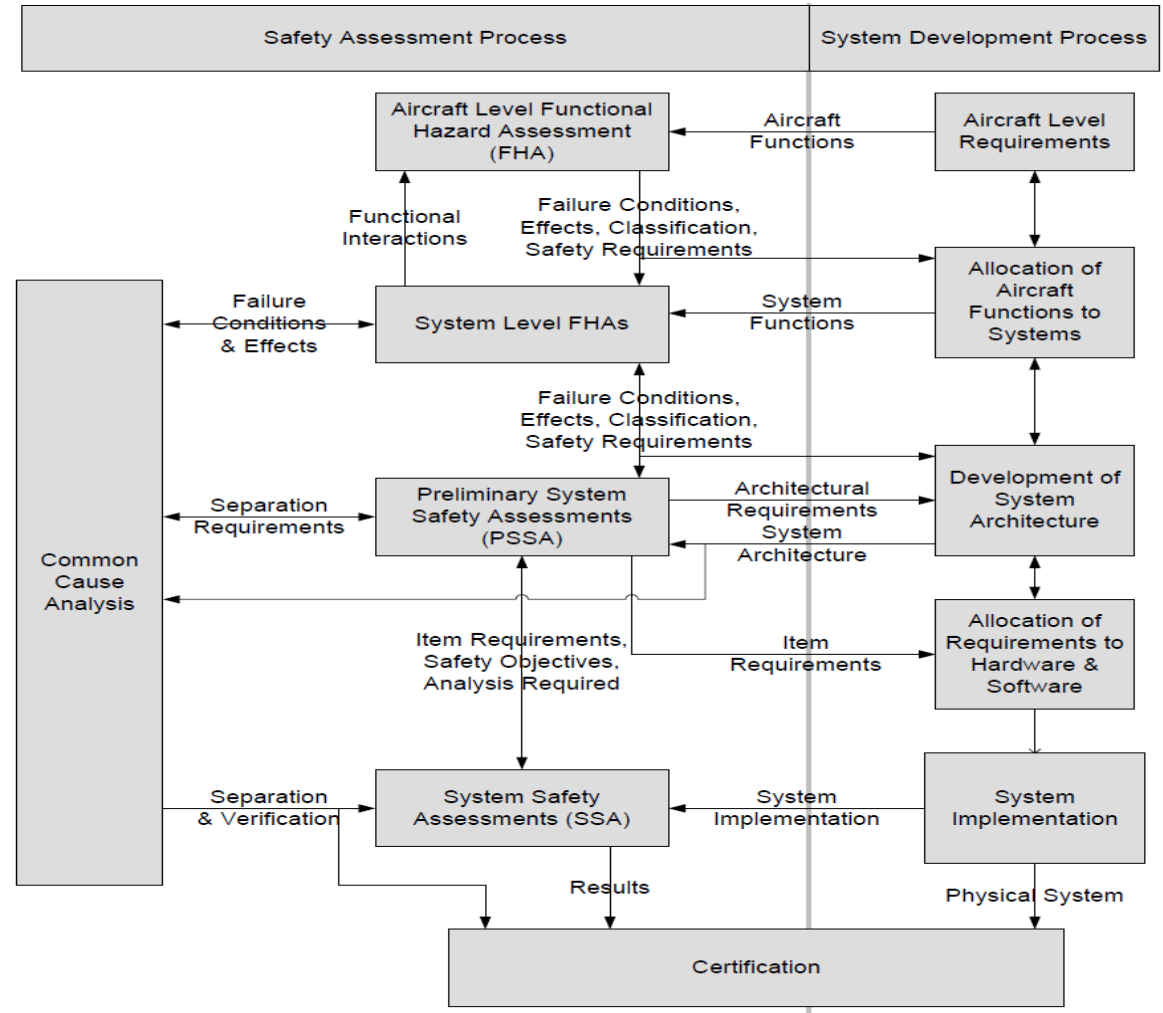 Safety Assessment Process
System Development Process
Aircraft Level Functional
Hazard Assessment
(FHA)
Aircraft
Functions
Aircraft Level
Requirements
Functional
Interactions
Failure Conditions,
Effects, Classification,
Safety Requirements
Allocation of
Aircraft
Functions to
Systems
Failure
Conditions
& Effects
System Level FHAs
System
Functions
Failure Conditions,
Effects, Classification,
Safety Requirements
Common
Cause
Analysis
Separation
Requirements
Preliminary System
Safety Assessments
(PSSA)
Architectural
Requirements
System
Architecture
Development of
System
Architecture
Item Requirements,
Safety Objectives,
Analysis Required
Item
Requirements
Allocation of
Requirements to
Hardware &
Software
Separation
& Verification
System Safety
Assessments (SSA)
System
Implementation
System
Implementation
Results
Physical System
Certification